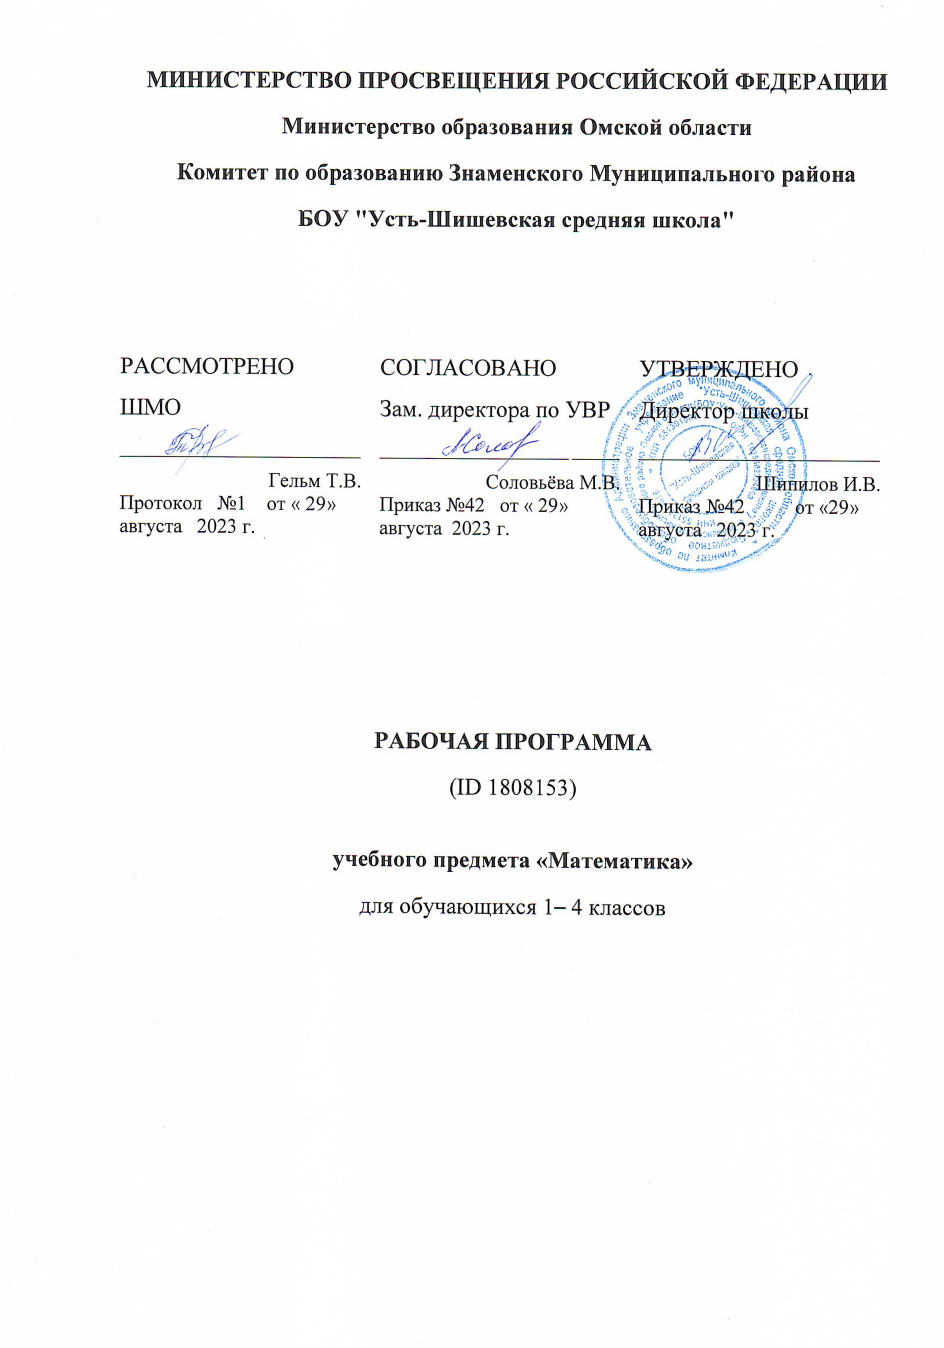 МИНИСТЕРСТВО ПРОСВЕЩЕНИЯ РОССИЙСКОЙ ФЕДЕРАЦИИ
Министерство образования Омской области
Комитет по образованию Знаменского Муниципального района
БОУ "Усть-Шишевская средняя школа"
РАССМОТРЕНО
ШМО
Гельм Т.В.
Протокол №1 от « 29»
августа 2023 г.
СОГЛАСОВАНО
Зам. директора по УВР
Соловьёва М.В.
Приказ №42 от « 29»
августа 2023 г.
УТВЕРЖДЕНО
Директор школы
Шипилов И.В.
Приказ №42 от «29»
августа 2023 г.
РАБОЧАЯ ПРОГРАММА
(ID 1808153)
учебного предмета «Математика»
для обучающихся 1– 4 классов